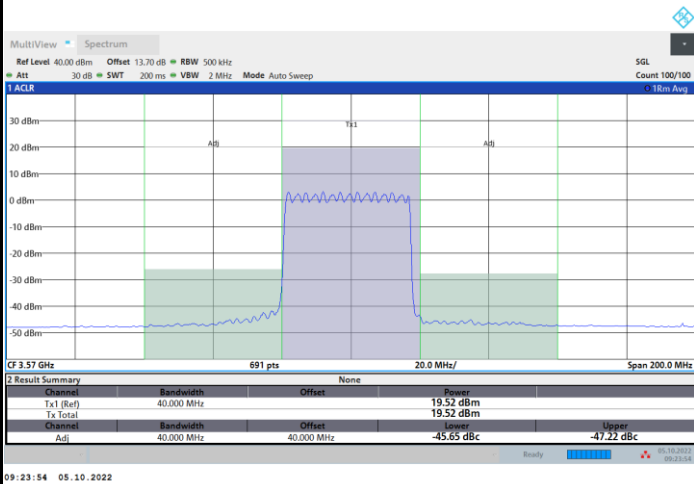 MultiView Spectrum
Ref Level 40.00 dBm Offset 13.70 dB RBW 500 kHz SGL
Att 30 dB SWT 200 ms VBW 2 MHz Mode Auto Sweep Count 100/100
1 ACLR 1Rm Avg
30 dBm
Tx1
20 dBm Adj Adj
10 dBm
0 dBm
-10 dBm
-20 dBm
-30 dBm
-40 dBm
-50 dBm
CF 3.57 GHz 691 pts 20.0 MHz/ Span 200.0 MHz
2 Result Summary None
Channel Bandwidth Offset Power
Tx1 (Ref) 40.000 MHz 19.52 dBm
Tx Total 19.52 dBm
Channel Bandwidth Offset Lower Upper
Adj 40.000 MHz 40.000 MHz -45.65 dBc -47.22 dBc
Ready 05.10.2022
09:23:54
09:23:54 05.10.2022